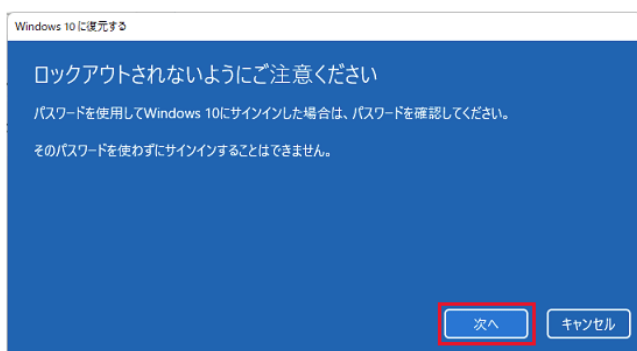 Windows 10 に復元する
ロックアウトされないようにご注意ください
パスワードを使用してWindows 10にサインインした場合は、パスワードを確認してください。
そのパスワードを使わずにサインインすることはできません。
次へ
キャンセル